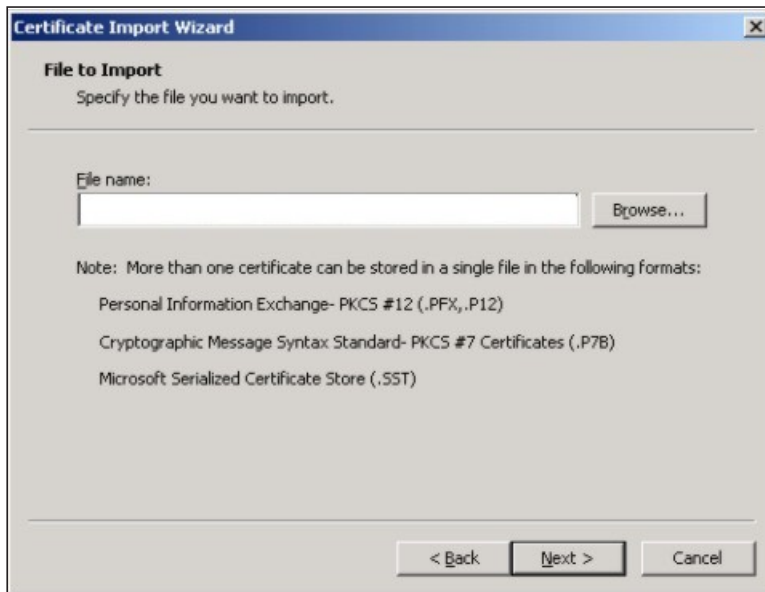 Certificate Import Wizard
File to Import
Specify the file you want to import.
File name:
Browse...
Note: More than one certificate can be stored in a single file in the following formats:
Personal Information Exchange- PKCS #12 (.PFX,.P12)
Cryptographic Message Syntax Standard- PKCS #7 Certificates (.P7B)
Microsoft Serialized Certificate Store (.SST)
< Back
Next >
Cancel